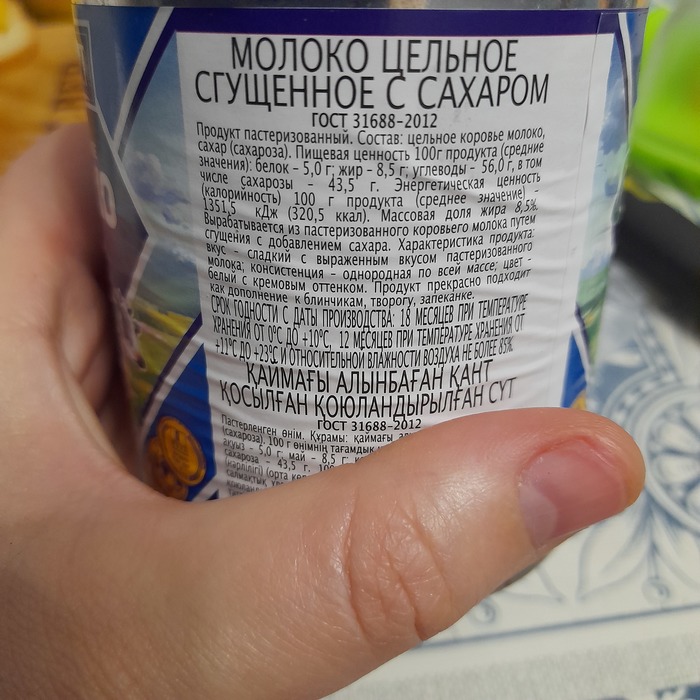 МОЛОКО ЦЕЛЬНОЕ
СГУЩЕННОЕ С САХАРОМ
ГОСТ 31688-2012
Продукт пастеризованный. Состав: цельное коровье молоко,
сахар (сахароза). Пищевая ценность 100г продукта (средние
значения): белок - 5,0 г; жир - 8,5 г; углеводы - 56,0 г, в том
числе сахарозы - 43,5 г. Энергетическая ценность
(калорийность) 100 г продукта (среднее значение) -
1351,5 кДж (320,5 ккал). Массовая доля жира 8,5%.
Вырабатывается из пастеризованного коровьего молока путем
сгущения с добавлением сахара. Характеристика продукта:
вкус - сладкий с выраженным вкусом пастеризованного
молока; консистенция - однородная по всей массе; цвет -
белый с кремовым оттенком. Продукт прекрасно подходит
как дополнение к блинчикам, творогу, запеканке.
СРОК ГОДНОСТИ С ДАТЫ ПРОИЗВОДСТВА: 18 МЕСЯЦЕВ ПРИ ТЕМПЕРАТУРЕ
ХРАНЕНИЯ ОТ 0°С ДО +10°С, 12 МЕСЯЦЕВ ПРИ ТЕМПЕРАТУРЕ ХРАНЕНИЯ ОТ
+11°С ДО +23°С И ОТНОСИТЕЛЬНОЙ ВЛАЖНОСТИ ВОЗДУХА НЕ БОЛЕЕ 85%.
ҚАЙМАҒЫ АЛЫНБАҒАН ҚАНТ
ҚОСЫЛҒАН ҚОЮЛАНДЫРЫЛҒАН СҮТ
ГОСТ 31688-2012
Пастерленген өнім. Құрамы: қаймағы
(сахароза). 100 г өнімнің тағамдық
ақуыз - 5,0 г; май - 8,5 г;
сахароза - 43,5 г. 100